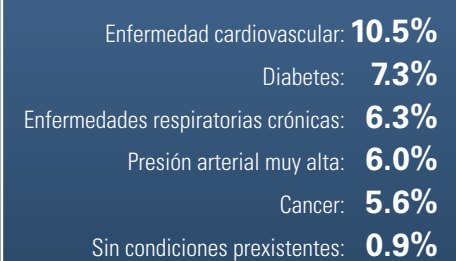 Enfermedad cardiovascular: 10.5%
Diabetes: 7.3%
Enfermedades respiratorias crónicas: 6.3%
Presión arterial muy alta: 6.0%
Cancer: 5.6%
Sin condiciones prexistentes: 0.9%